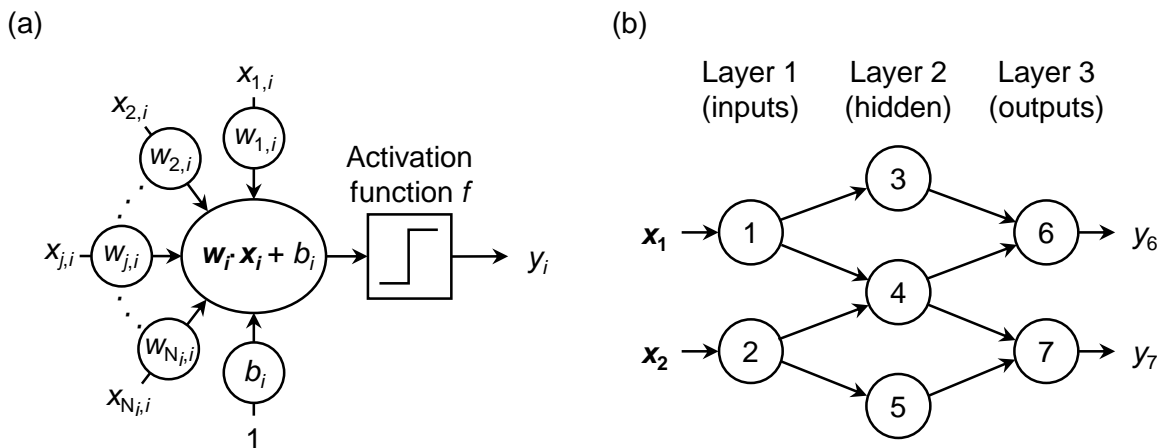 (a)
x1,i
x2,i
w1,i
w2,i
Activation
function f
xj,i
wj,i
wi· xi + bi
yi
wNi,i
xNi,i
bi
1
(b)
Layer 1
(inputs)
Layer 2
(hidden)
Layer 3
(outputs)
3
x1
1
6
y6
4
x2
2
7
y7
5